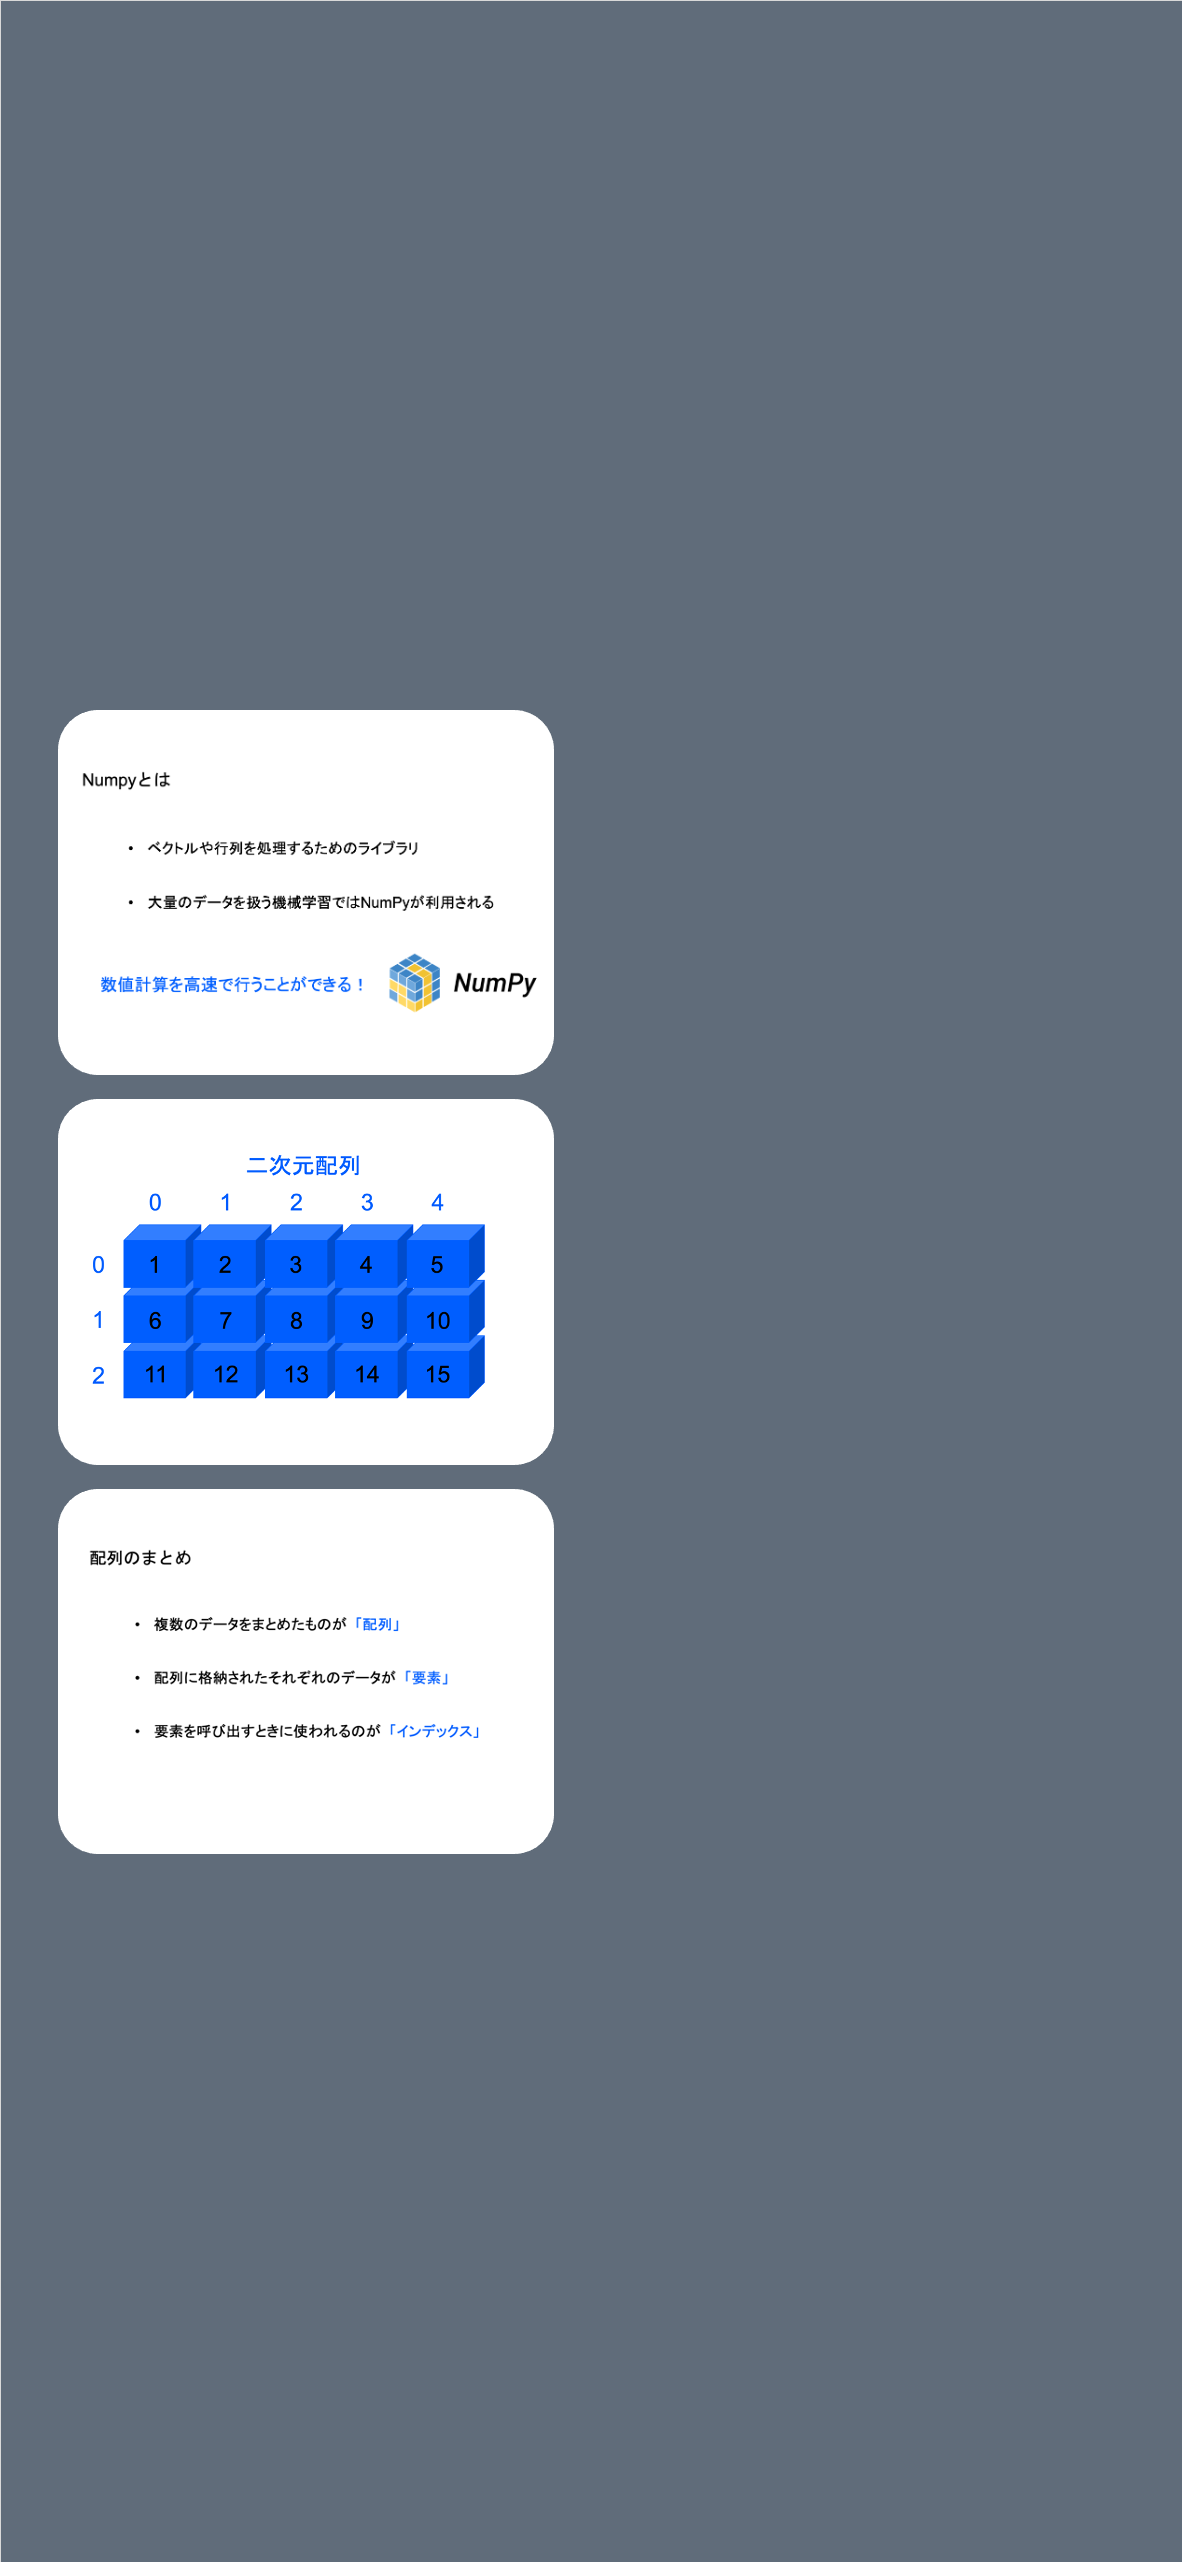 Numpyとは
• ベクトルや行列を処理するためのライブラリ
• 大量のデータを扱う機械学習ではNumPyが利用される
数値計算を高速で行うことができる！
NumPy
二次元配列
0 1 2 3 4
0 1 2 3 4 5
1 6 7 8 9 10
2 11 12 13 14 15
配列のまとめ
• 複数のデータをまとめたものが「配列」
• 配列に格納されたそれぞれのデータが「要素」
• 要素を呼び出すときに使われるのが「インデックス」